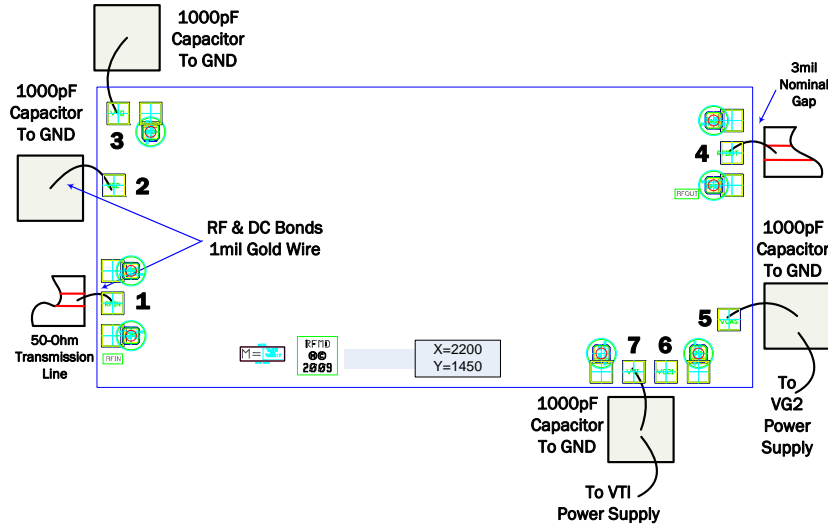 1000pF
Capacitor
To GND
1000pF
Capacitor
To GND
3
2
1
RF & DC Bonds
1mil Gold Wire
50-Ohm
Transmission
Line
RFIN
RFIN
M=
RFMD
2009
X=2200
Y=1450
3mil
Nominal
Gap
4
RFOUT
RFOUT
1000pF
Capacitor
To GND
5
7
6
1000pF
Capacitor
To GND
To
VG2
Power
Supply
To VTI
Power Supply